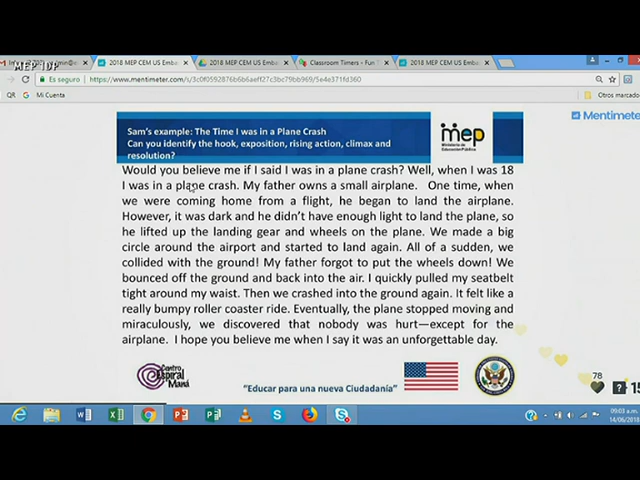 MEP IDP
2018 MEP CEM US Emba
2018 MEP CEM US Emba
Classroom Timers - Fun T
2018 MEP CEM US Emba
Es seguro
https://www.mentimeter.com/s/
QR
Mi Cuenta
Otros marcado
Sam's example: The Time I was in a Plane Crash
Can you identify the hook, exposition, rising action, climax and
resolution?
mep
Ministerio de
Educación Pública
Mentimete
Would you believe me if I said I was in a plane crash? Well, when I was 18
I was in a plane crash. My father owns a small airplane. One time, when
we were coming home from a flight, he began to land the airplane.
However, it was dark and he didn't have enough light to land the plane, so
he lifted up the landing gear and wheels on the plane. We made a big
circle around the airport and started to land again. All of a sudden, we
collided with the ground! My father forgot to put the wheels down! We
bounced off the ground and back into the air. I quickly pulled my seatbelt
tight around my waist. Then we crashed into the ground again. It felt like a
really bumpy roller coaster ride. Eventually, the plane stopped moving and
miraculously, we discovered that nobody was hurt—except for the
airplane. I hope you believe me when I say it was an unforgettable day.
Centro
Espiral
Maná
"Educar para una nueva Ciudadanía"
78
15
09:03 a.m.
14/06/2018